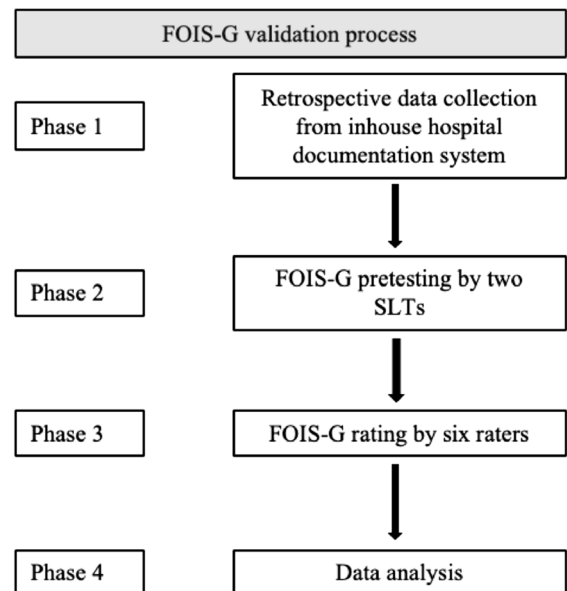 FOIS-G validation process
Phase 1
Retrospective data collection
from inhouse hospital
documentation system
Phase 2
FOIS-G pretesting by two
SLTs
Phase 3
FOIS-G rating by six raters
Phase 4
Data analysis